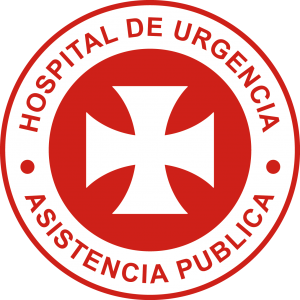 HOSPITAL DE URGENCIA
ASISTENCIA PUBLICA